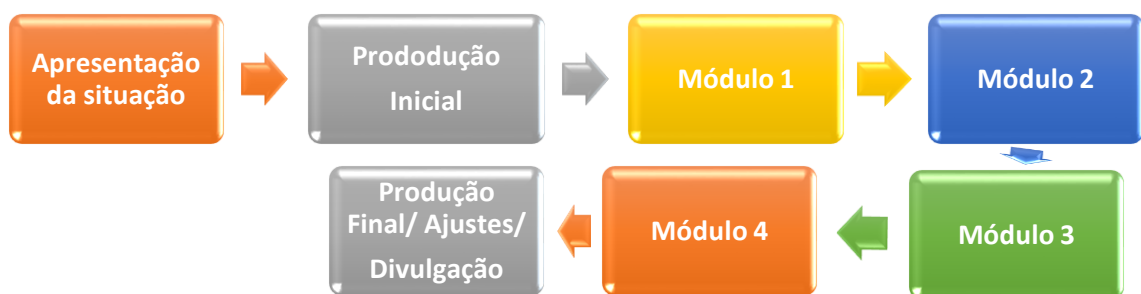 Apresentação
da situação
Prododução
Inicial
Módulo 1
Módulo 2
Módulo 3
Módulo 4
Produção
Final/ Ajustes/
Divulgação